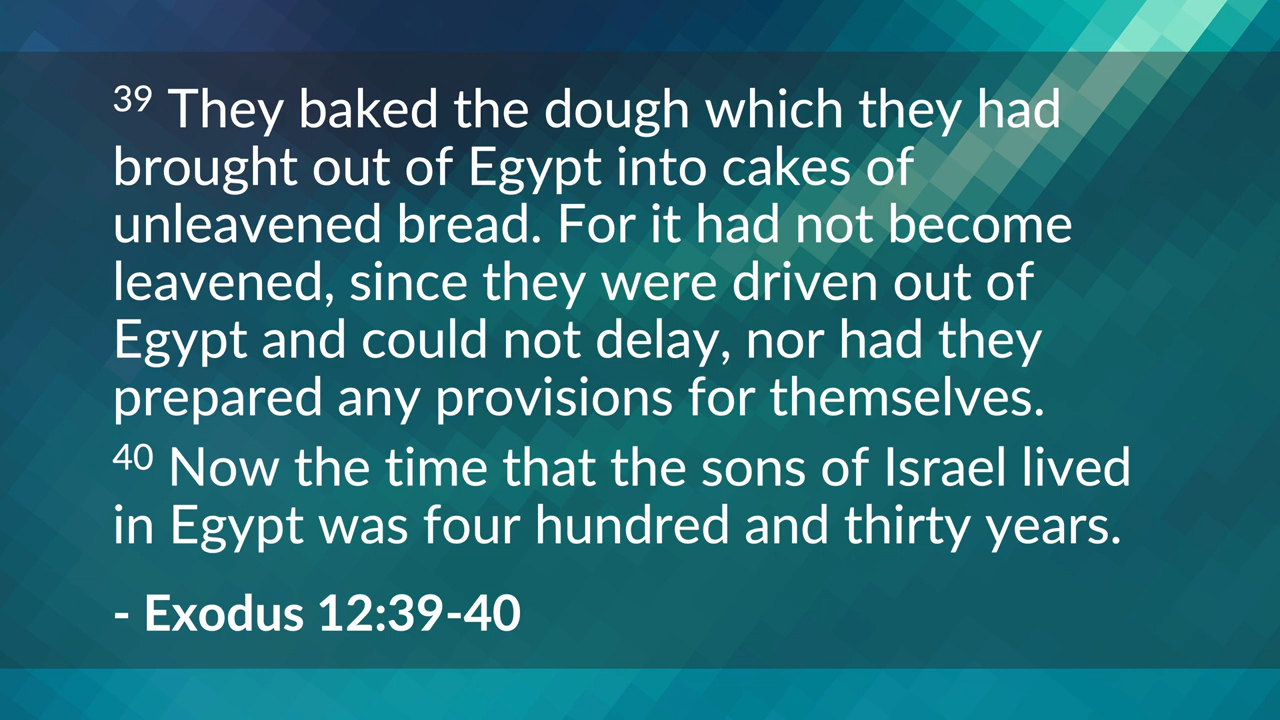 39 They baked the dough which they had
brought out of Egypt into cakes of
unleavened bread. For it had not become
leavened, since they were driven out of
Egypt and could not delay, nor had they
prepared any provisions for themselves.
40 Now the time that the sons of Israel lived
in Egypt was four hundred and thirty years.
- Exodus 12:39-40